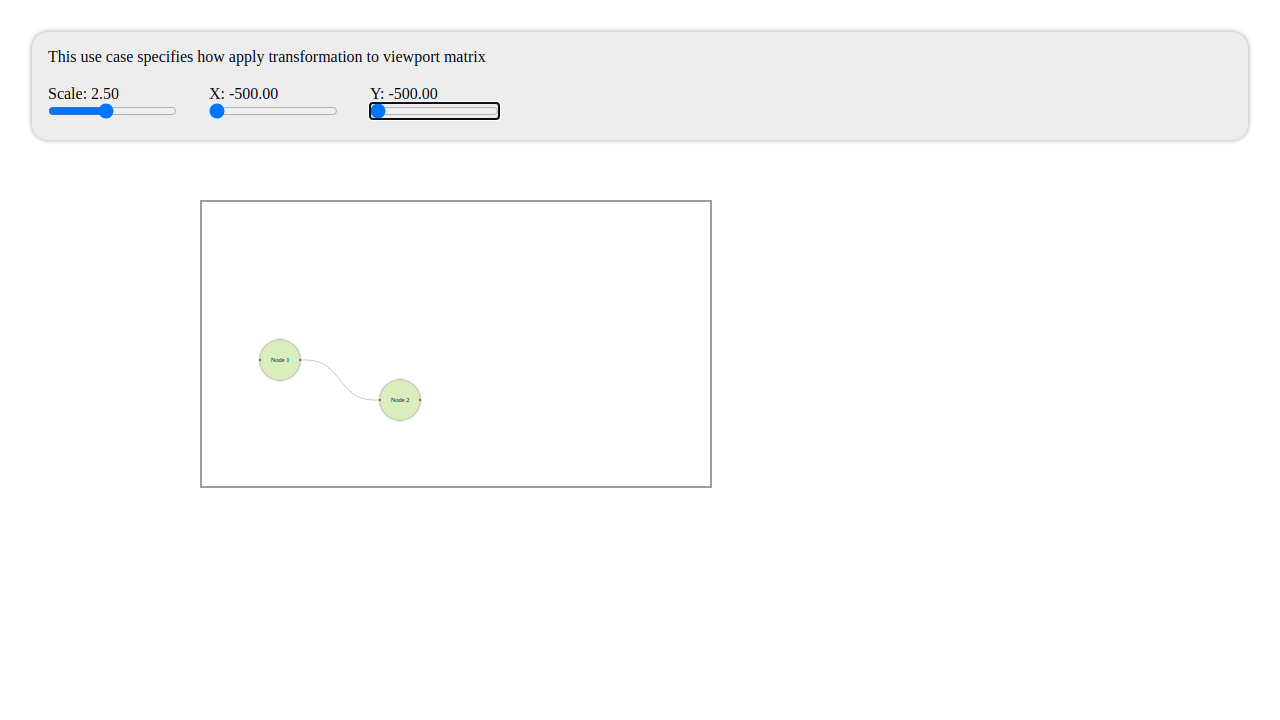 This use case specifies how apply transformation to viewport matrix
Scale: 2.50 X: -500.00 Y: -500.00
Node 1
Node 2